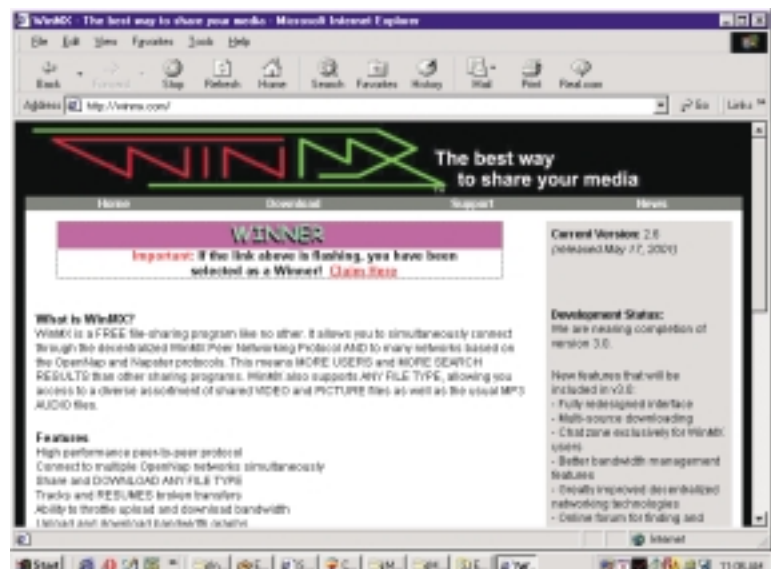 WinMX - The best way to share your media - Microsoft Internet Explorer
File Edit View Favorites Tools Help
Back Forward Stop Refresh Home Search Favorites History Mail Print Real.com
Address http://winmx.com/ Go Links
WINMX
The best way
to share your media
Home Download Support News
WINNER
Important: If the link above is flashing, you have been
selected as a Winner! Claim Here
What is WinMX?
WinMX is a FREE file-sharing program like no other. It allows you to simultaneously connect
through the decentralized WinMX Peer Networking Protocol AND to many networks based on
the OpenNap and Napster protocols. This means MORE USERS and MORE SEARCH
RESULTS than other sharing programs. WinMX also supports ANY FILE TYPE, allowing you
access to a diverse assortment of shared VIDEO and PICTURE files as well as the usual MP3
AUDIO files.
Features
High performance peer-to-peer protocol
Connect to multiple OpenNap networks simultaneously
Share and DOWNLOAD ANY FILE TYPE
Tracks and RESUMES broken transfers
Ability to throttle upload and download bandwidth
Upload and download bandwidth graphs
Current Version: 2.6
(released May 17, 2001)
Development Status:
We are nearing completion of
version 3.0.
New features that will be
included in v3.0:
- Fully redesigned interface
- Multi-source downloading
- Chat zone exclusively for WinMX
users
- Better bandwidth management
features
- Greatly improved decentralized
networking technologies
- Online forum for finding and
Internet
Start 11:08 AM